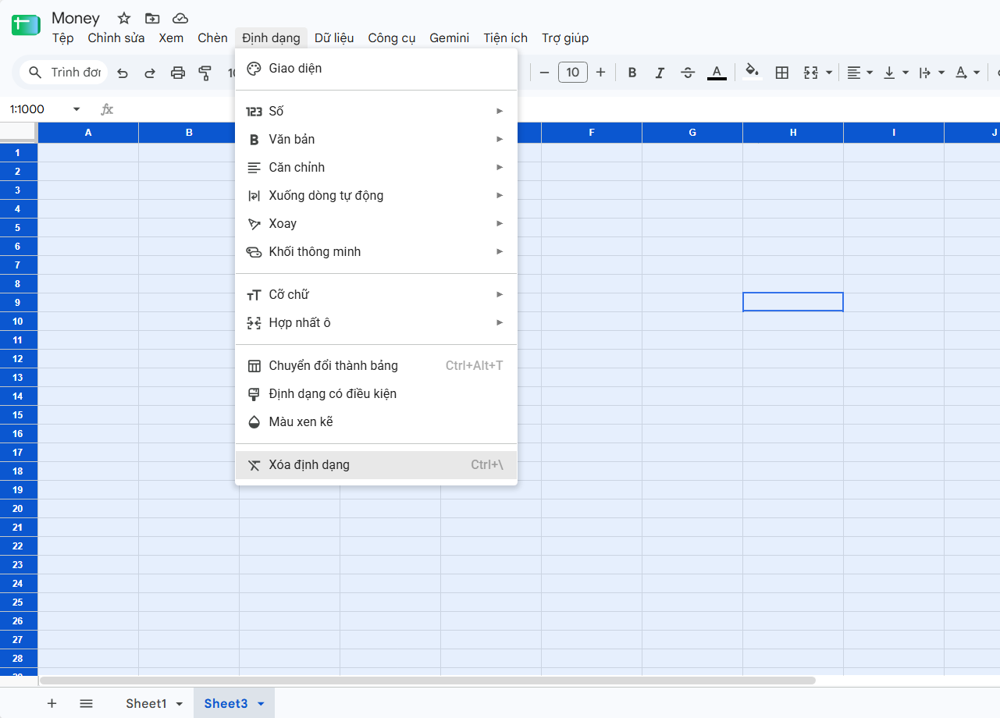 Money
Tệp Chỉnh sửa Xem Chèn Định dạng Dữ liệu Công cụ Gemini Tiện ích Trợ giúp
Trình đơn 10 10 B I A A
1:1000 fx
A B F G H I J
Giao diện
123 Số
B Văn bản
Căn chỉnh
Xuống dòng tự động
Xoay
Khối thông minh
Cỡ chữ
Hợp nhất ô
Chuyển đổi thành bảng Ctrl+Alt+T
Định dạng có điều kiện
Màu xen kẽ
Xóa định dạng Ctrl+\
1
2
3
4
5
6
7
8
9
10
11
12
13
14
15
16
17
18
19
20
21
22
23
24
25
26
27
28
Sheet1 Sheet3